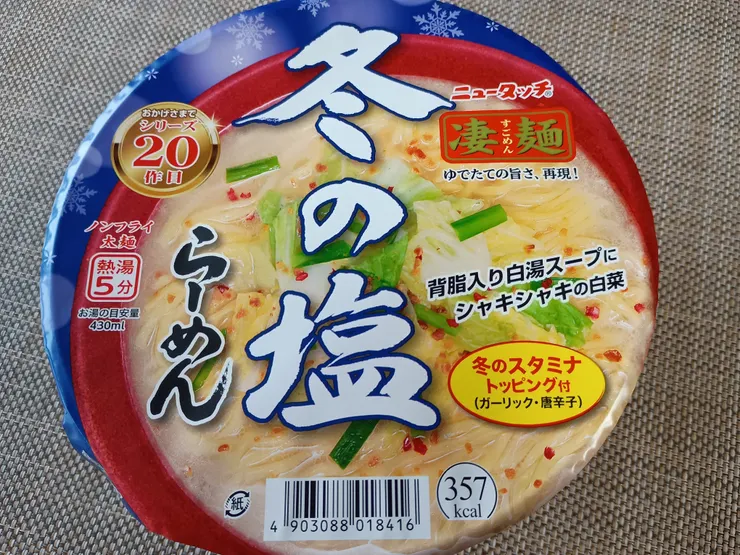 おかげさまで
シリーズ
20
作目
ニュータッチ®
凄麺
すごめん
ゆでたての旨さ、再現!
冬の塩
らーめん
ノンフライ
太麺
熱湯
5分
お湯の目安量
430ml
背脂入り白湯スープに
シャキシャキの白菜
冬のスタミナ
トッピング付
(ガーリック・唐辛子)
紙
4 903088 018416
357
kcal